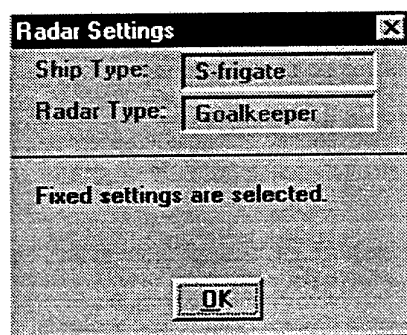 Radar Settings
Ship Type: S-frigate
Radar Type: Goalkeeper
Fixed settings are selected.
OK